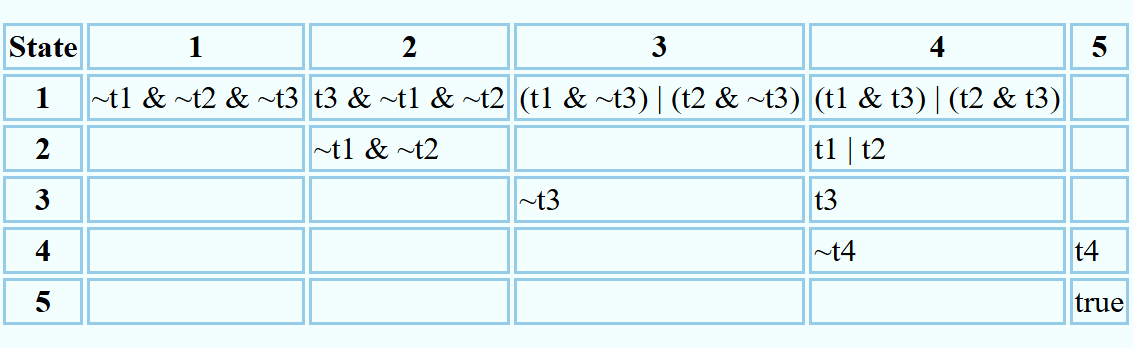 State 1 2 3 4 5
1 ~t1 & ~t2 & ~t3 t3 & ~t1 & ~t2 (t1 & ~t3) | (t2 & ~t3) (t1 & t3) | (t2 & t3)
2 ~t1 & ~t2 t1 | t2
3 ~t3 t3
4 ~t4 t4
5 true